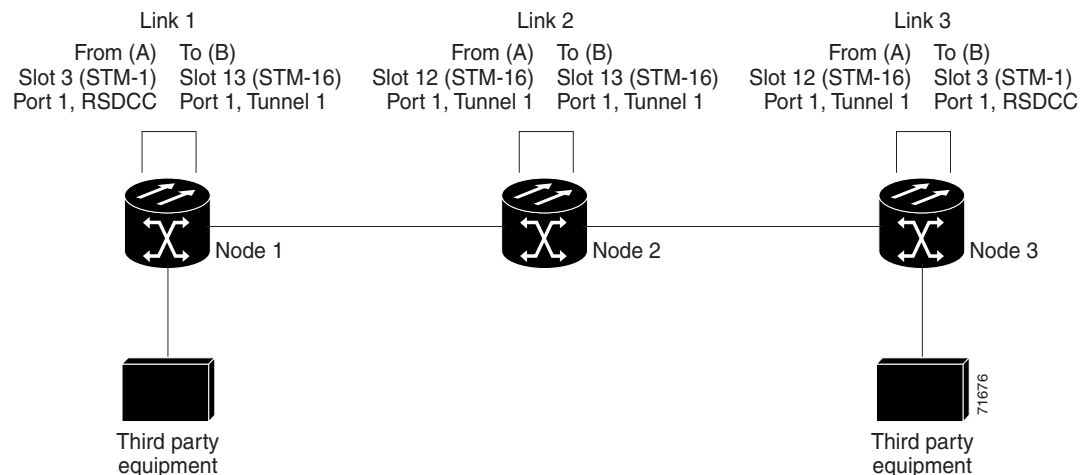 Link 1
From (A) To (B)
Slot 3 (STM-1) Slot 13 (STM-16)
Port 1, RSDCC Port 1, Tunnel 1
Link 2
From (A) To (B)
Slot 12 (STM-16) Slot 13 (STM-16)
Port 1, Tunnel 1 Port 1, Tunnel 1
Link 3
From (A) To (B)
Slot 12 (STM-16) Slot 3 (STM-1)
Port 1, Tunnel 1 Port 1, RSDCC
Node 1
Node 2
Node 3
Third party
equipment
Third party
equipment
71676